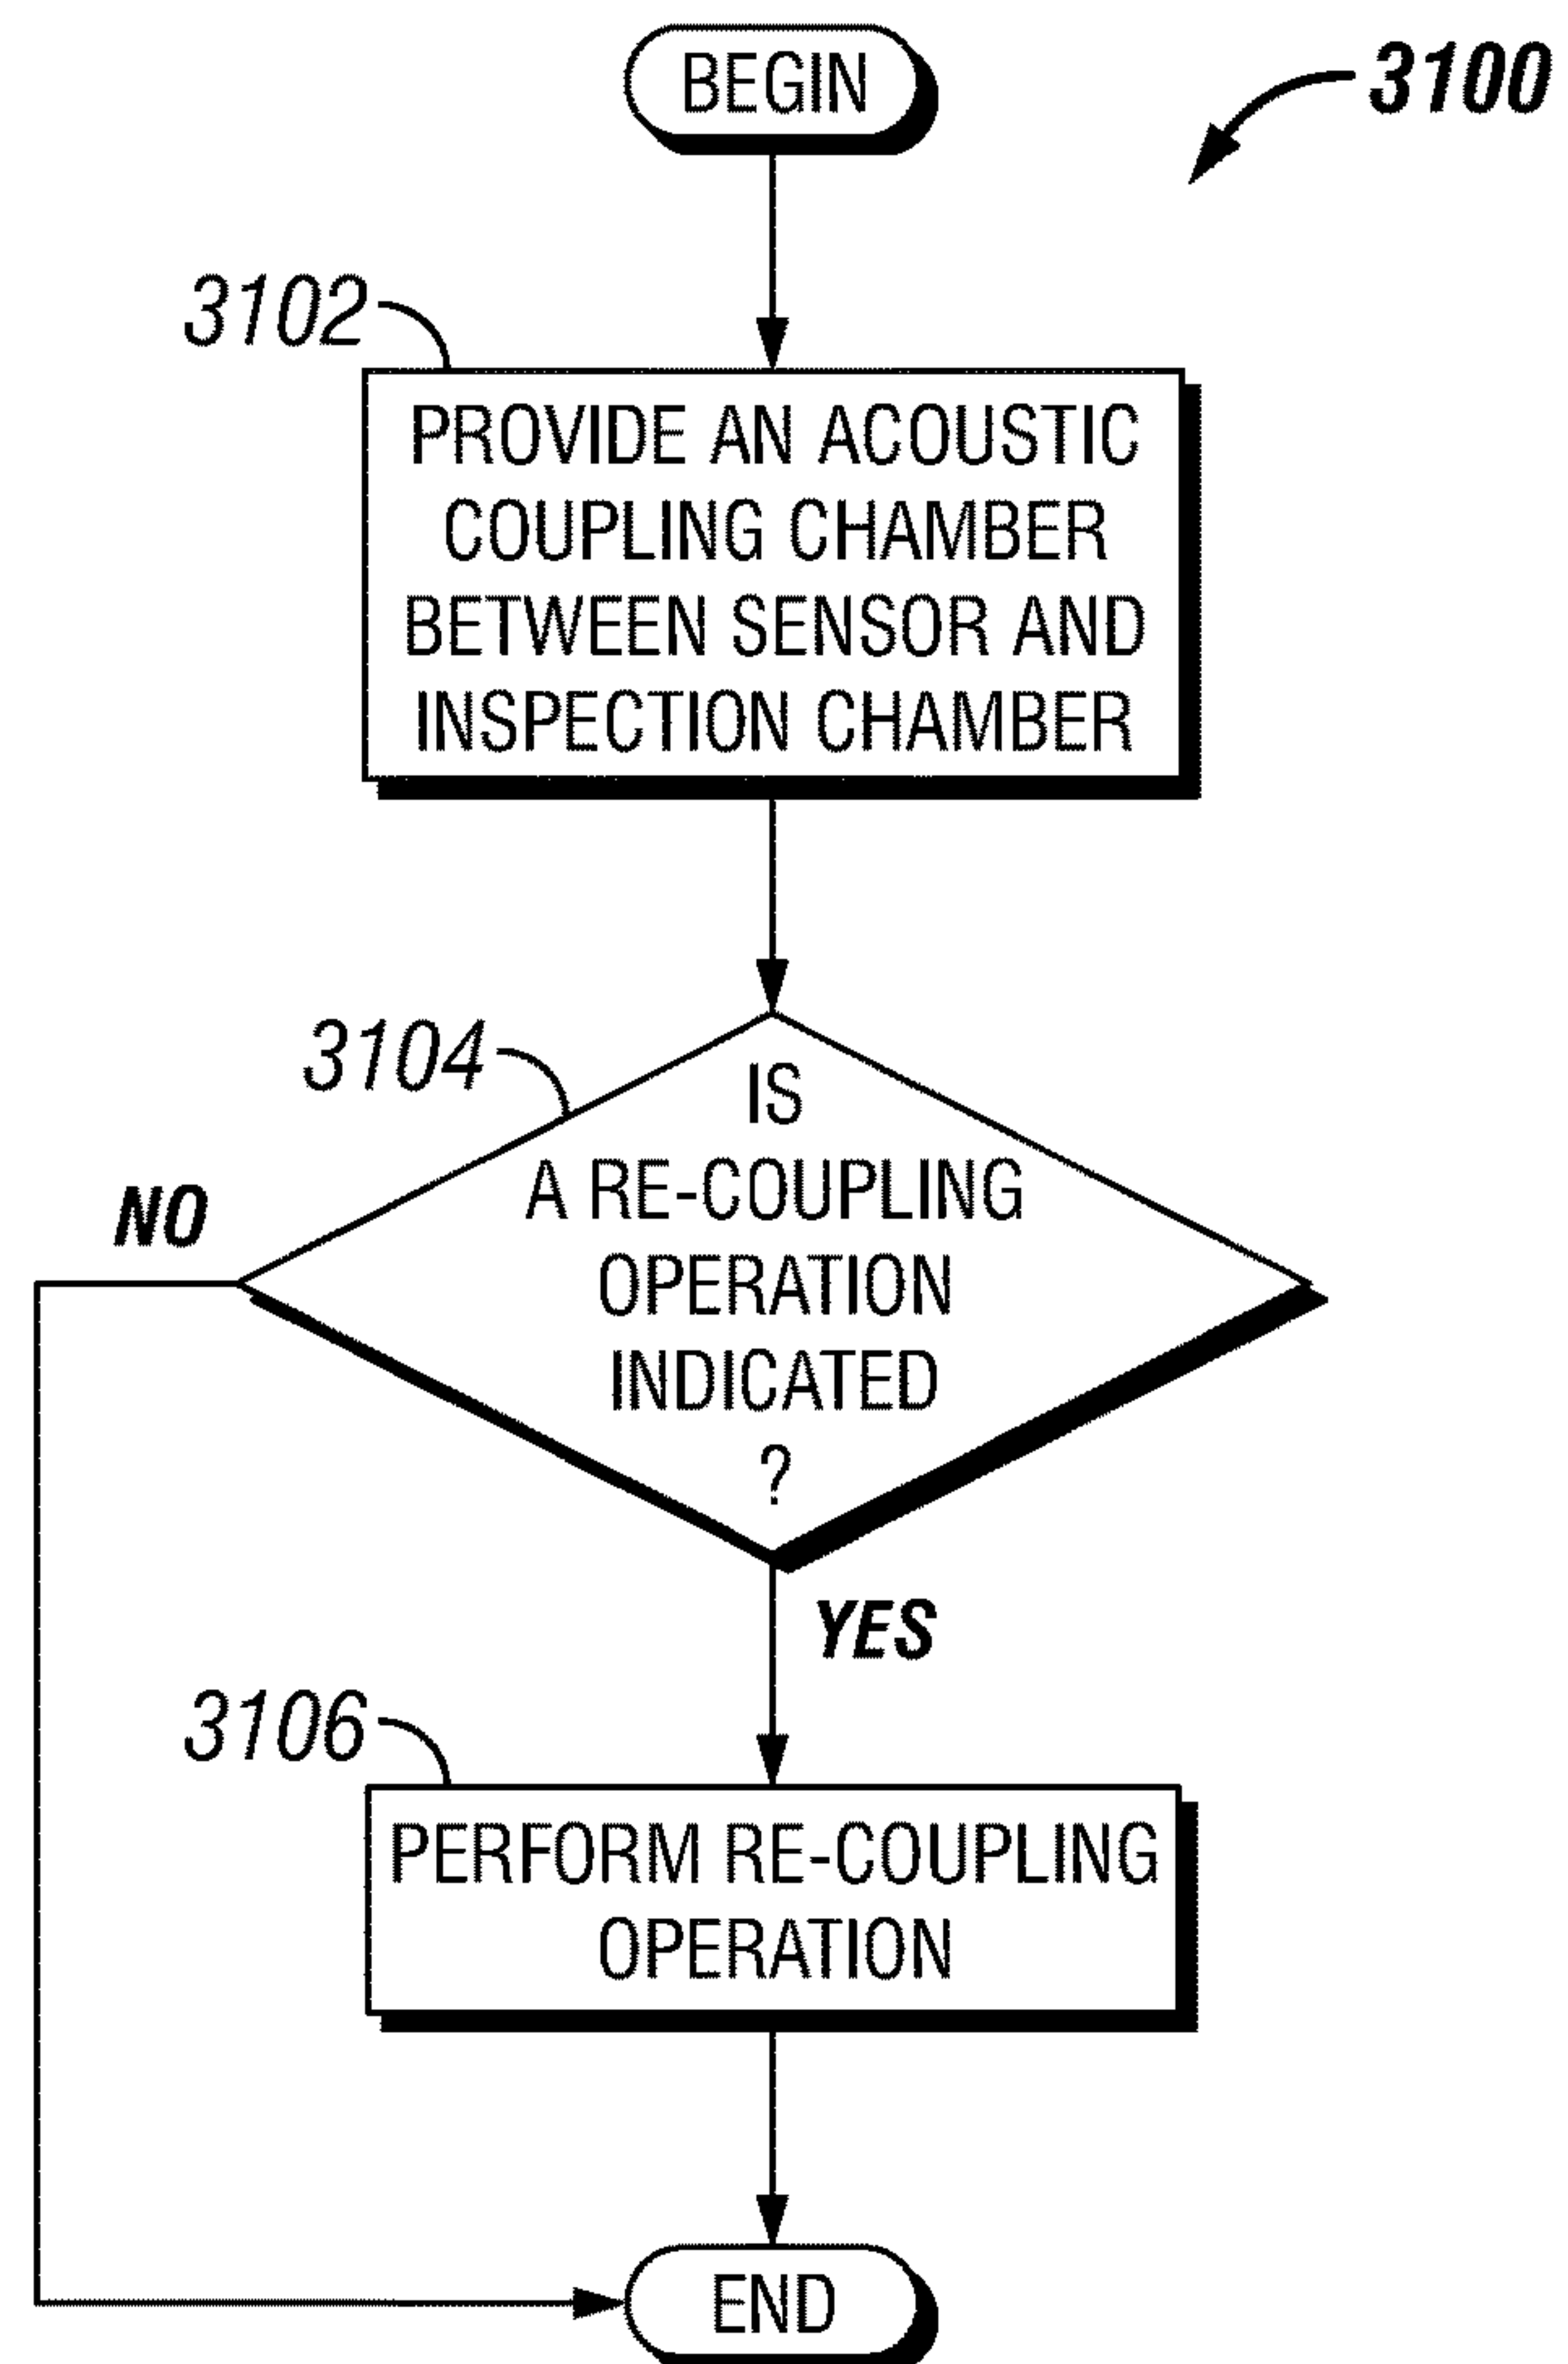 BEGIN
3100
3102
PROVIDE AN ACOUSTIC
COUPLING CHAMBER
BETWEEN SENSOR AND
INSPECTION CHAMBER
3104
IS
A RE-COUPLING
OPERATION
INDICATED
?
NO
YES
3106
PERFORM RE-COUPLING
OPERATION
END